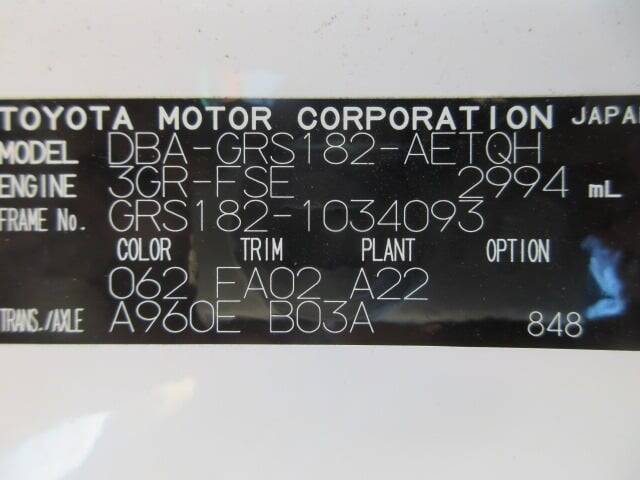 TOYOTA MOTOR CORPORATION JAPAN
MODEL DBA-GRS182-AETQH
ENGINE 3GR-FSE 2994 mL
FRAME No. GRS182-1034093
COLOR TRIM PLANT OPTION
062 FA02 A22
TRANS./AXLE A960E B03A 848